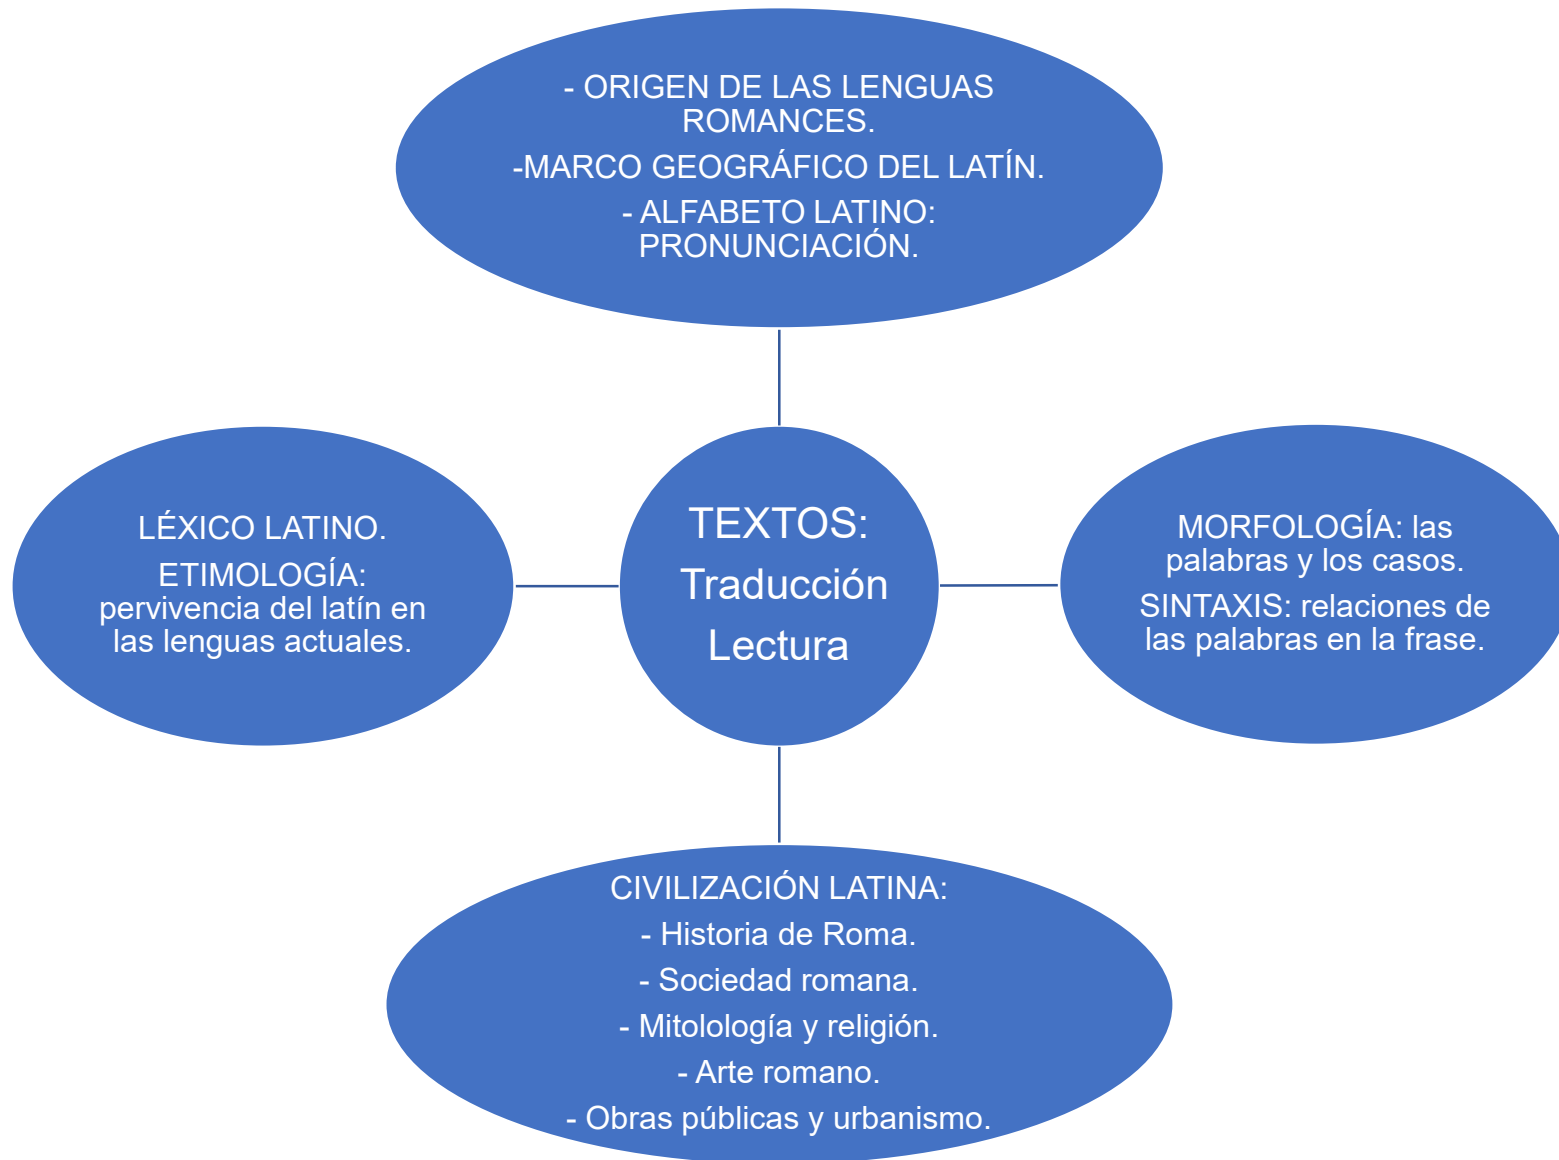 - ORIGEN DE LAS LENGUAS
ROMANCES.
-MARCO GEOGRÁFICO DEL LATÍN.
- ALFABETO LATINO:
PRONUNCIACIÓN.
LÉXICO LATINO.
ETIMOLOGÍA:
pervivencia del latín en
las lenguas actuales.
TEXTOS:
Traducción
Lectura
MORFOLOGÍA: las
palabras y los casos.
SINTAXIS: relaciones de
las palabras en la frase.
CIVILIZACIÓN LATINA:
- Historia de Roma.
- Sociedad romana.
- Mitolología y religión.
- Arte romano.
- Obras públicas y urbanismo.